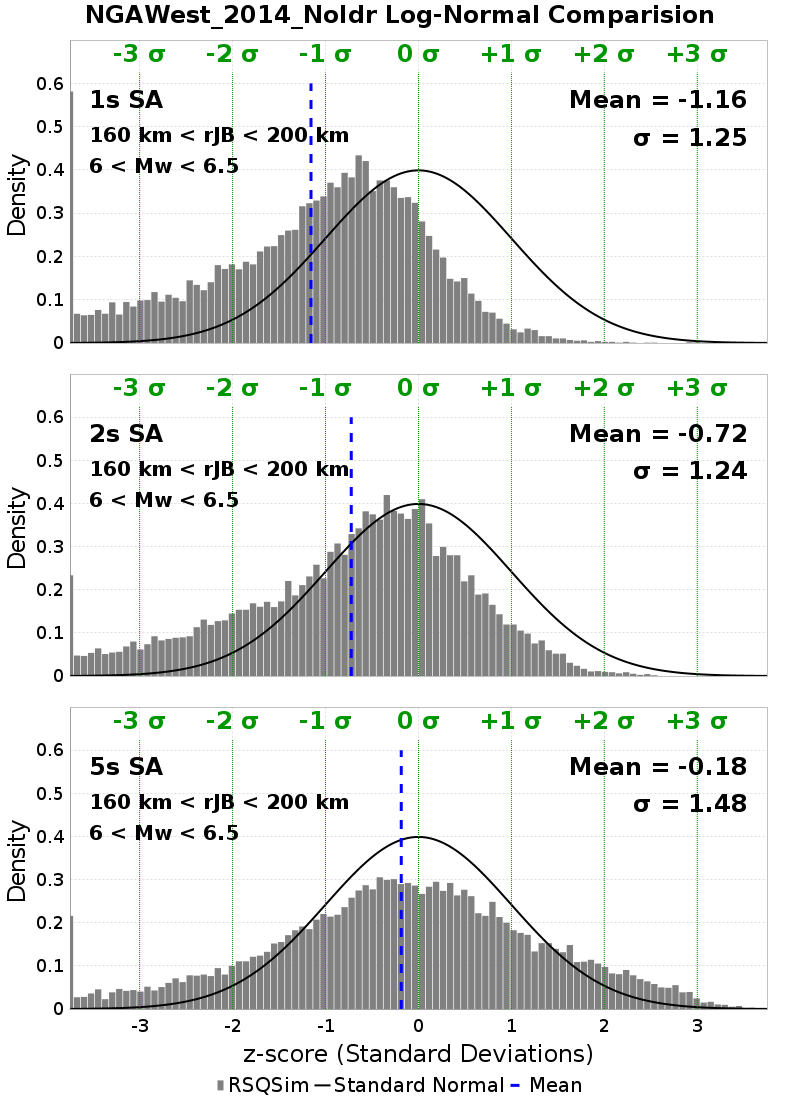 NGAWest_2014_NoIdr Log-Normal Comparision
-3 σ -2 σ -1 σ 0 σ +1 σ +2 σ +3 σ
0.6
0.5
0.4
0.3
0.2
0.1
0
Density
1s SA
160 km < rJB < 200 km
6 < Mw < 6.5
Mean = -1.16
σ = 1.25
-3 σ -2 σ -1 σ 0 σ +1 σ +2 σ +3 σ
0.6
0.5
0.4
0.3
0.2
0.1
0
Density
2s SA
160 km < rJB < 200 km
6 < Mw < 6.5
Mean = -0.72
σ = 1.24
-3 σ -2 σ -1 σ 0 σ +1 σ +2 σ +3 σ
0.6
0.5
0.4
0.3
0.2
0.1
0
Density
5s SA
160 km < rJB < 200 km
6 < Mw < 6.5
Mean = -0.18
σ = 1.48
-3 -2 -1 0 1 2 3
z-score (Standard Deviations)
RSQSim Standard Normal Mean